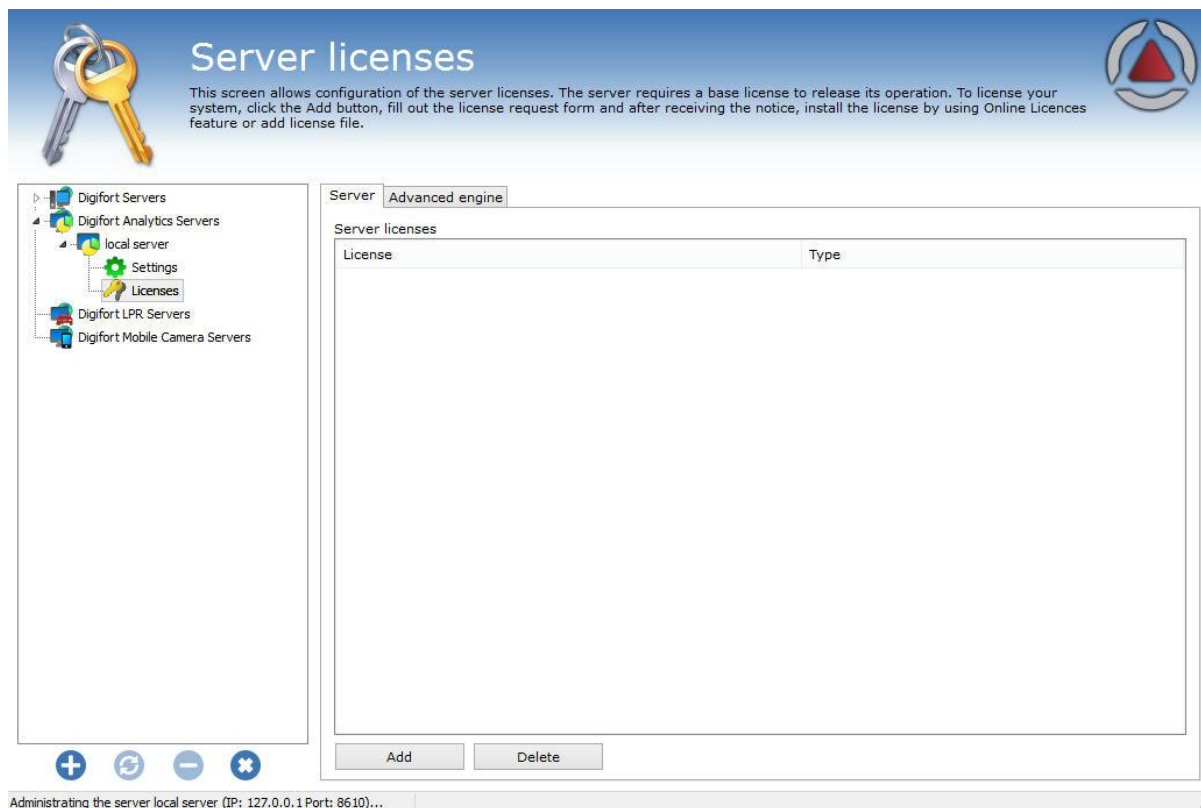 Server licenses
This screen allows configuration of the server licenses. The server requires a base license to release its operation. To license your
system, click the Add button, fill out the license request form and after receiving the notice, install the license by using Online Licences
feature or add license file.
Digifort Servers
Digifort Analytics Servers
local server
Settings
Licenses
Digifort LPR Servers
Digifort Mobile Camera Servers
Server Advanced engine
Server licenses
License Type
Add Delete
Administrating the server local server (IP: 127.0.0.1 Port: 8610)...